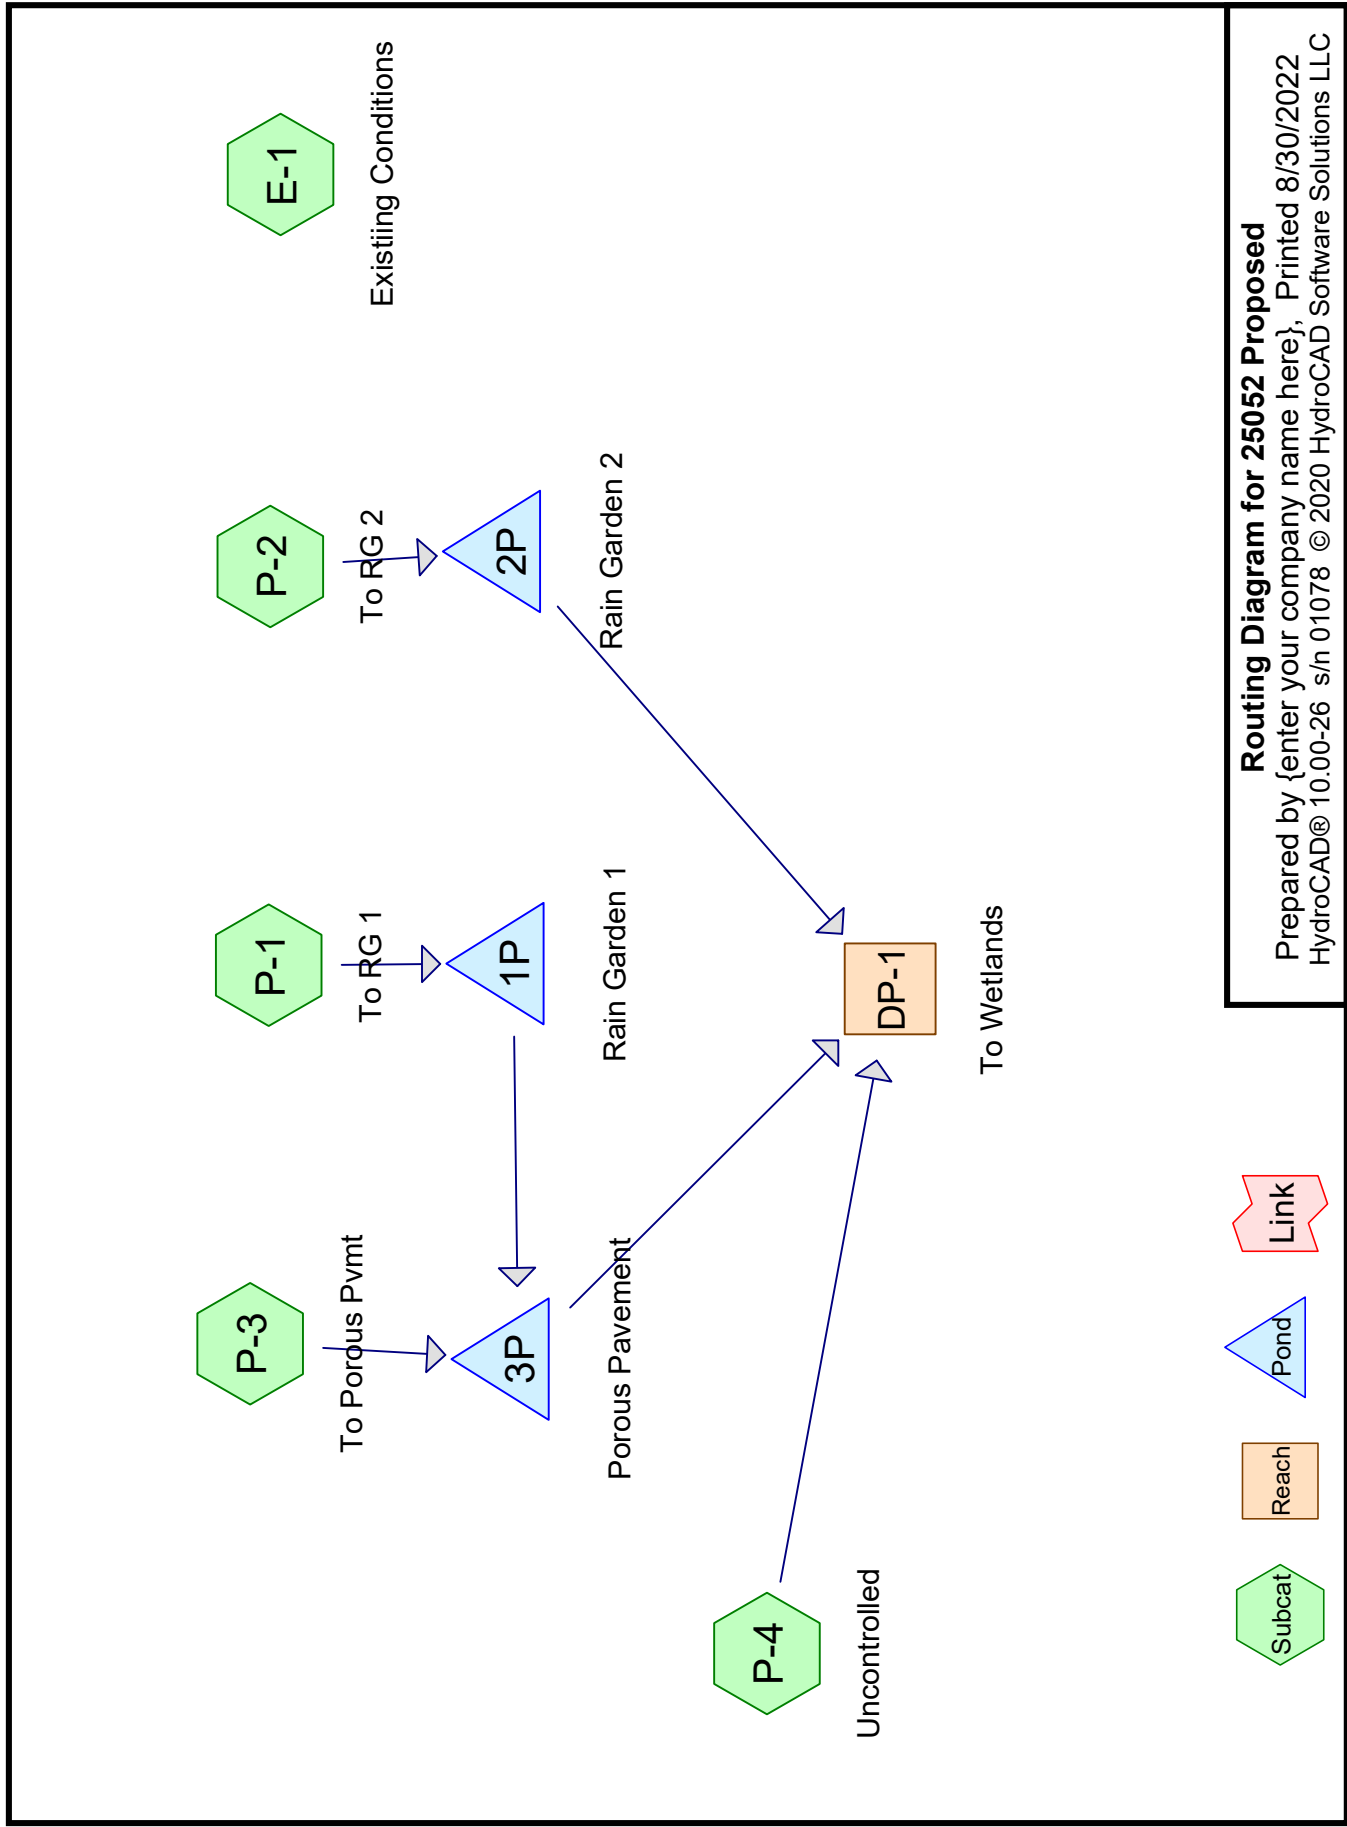 P-3
To Porous Pvmt
P-1
To RG 1
P-2
To RG 2
E-1
Existiing Conditions
3P
Porous Pavement
1P
Rain Garden 1
2P
Rain Garden 2
P-4
Uncontrolled
DP-1
To Wetlands
Subcat
Reach
Pond
Link
Routing Diagram for 25052 Proposed
Prepared by {enter your company name here}, Printed 8/30/2022
HydroCAD® 10.00-26 s/n 01078 © 2020 HydroCAD Software Solutions LLC